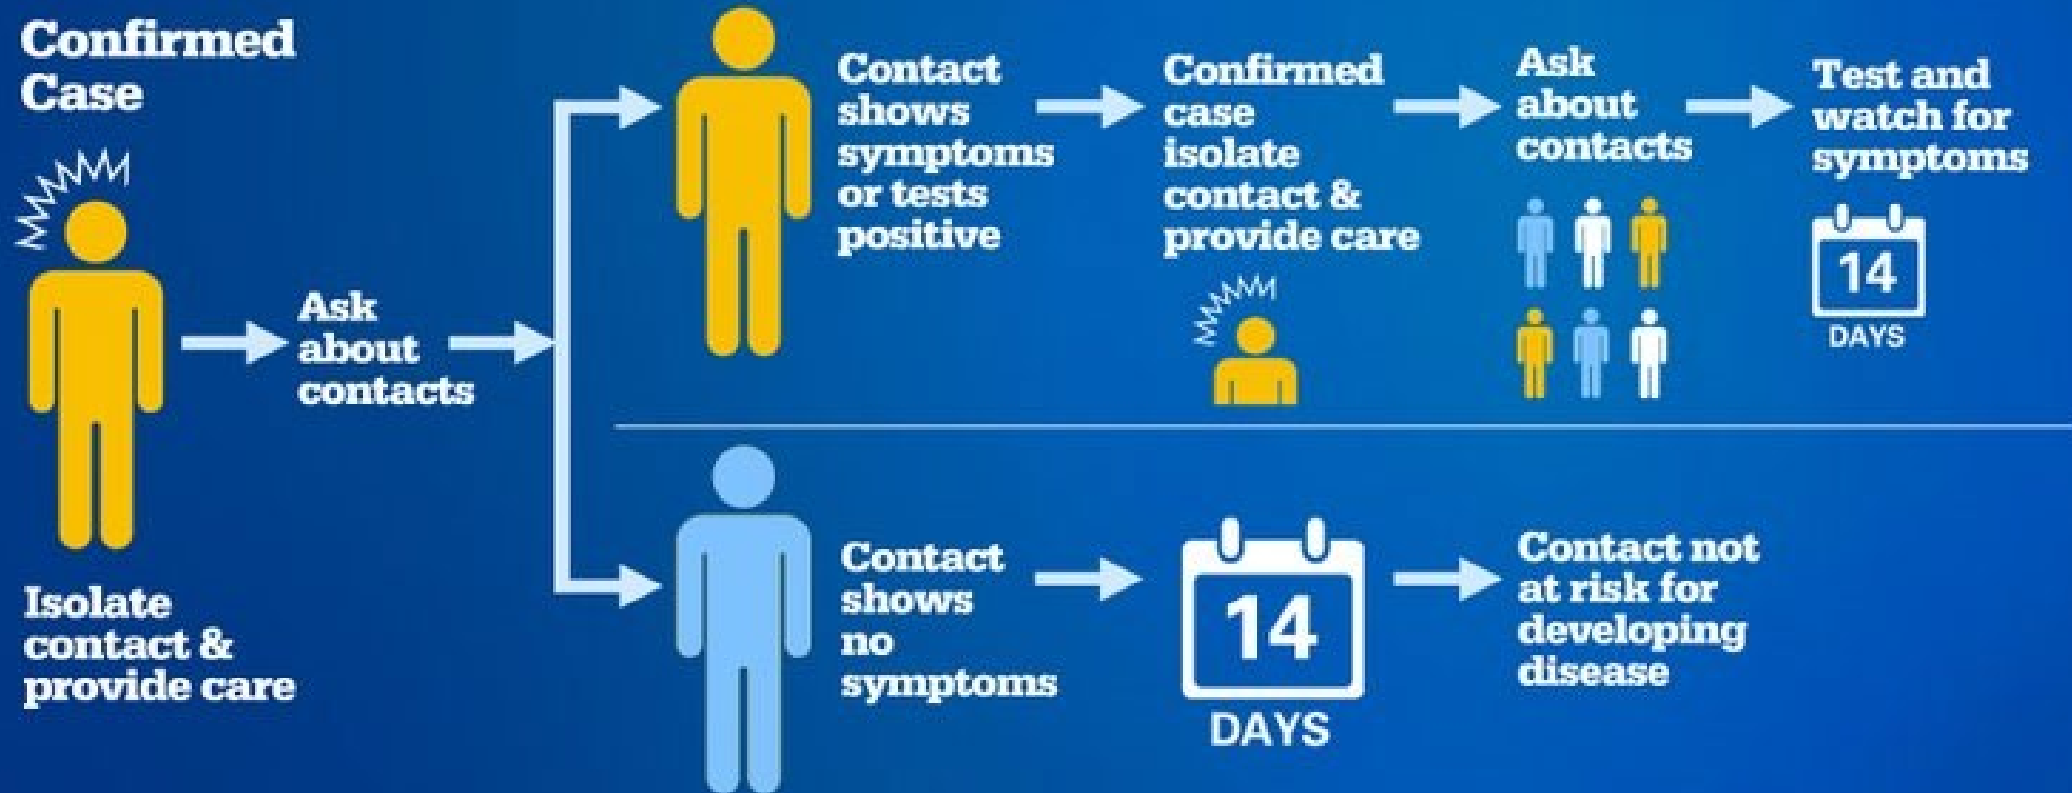 Confirmed
Case
Isolate
contact &
provide care
Ask
about
contacts
Contact
shows
symptoms
or tests
positive
Confirmed
case
isolate
contact &
provide care
Ask
about
contacts
Test and
watch for
symptoms
14
DAYS
Contact
shows
no
symptoms
14
DAYS
Contact not
at risk for
developing
disease